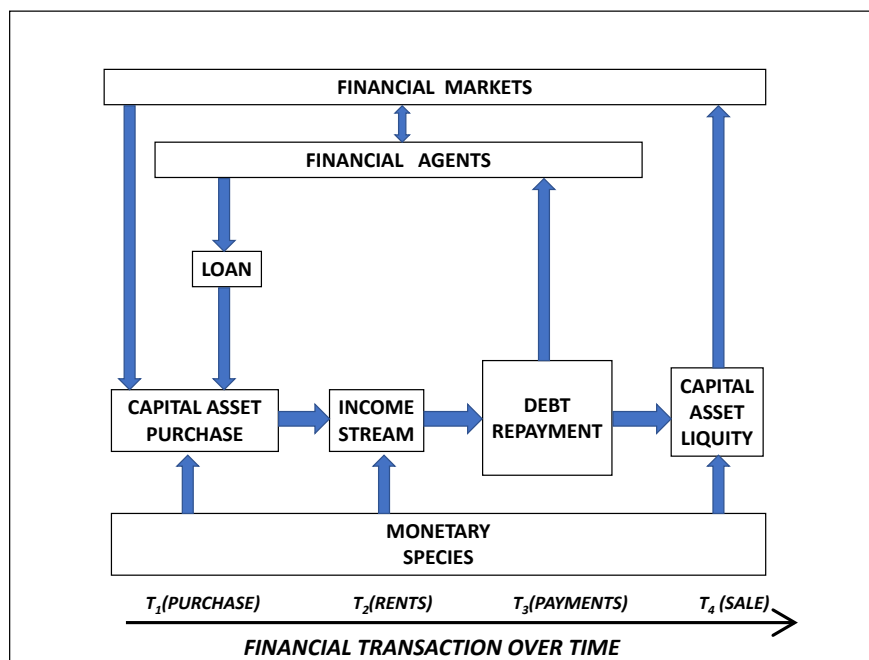 FINANCIAL MARKETS
FINANCIAL AGENTS
LOAN
CAPITAL ASSET
PURCHASE
INCOME
STREAM
DEBT
REPAYMENT
CAPITAL
ASSET
LIQUITY
MONETARY
SPECIES
T1(PURCHASE) T2(RENTS) T3(PAYMENTS) T4 (SALE)
FINANCIAL TRANSACTION OVER TIME